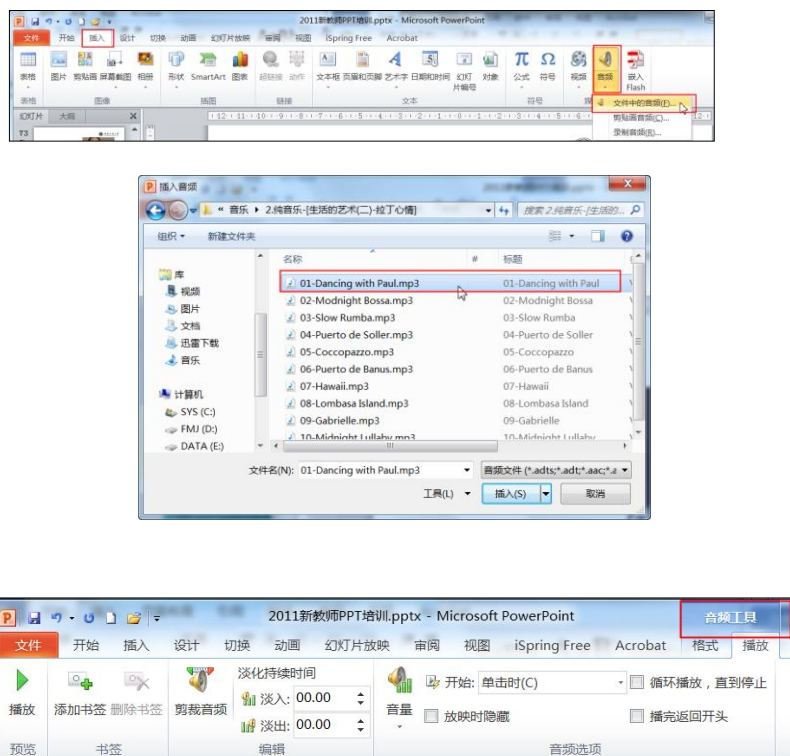 2011新教师PPT培训.pptx - Microsoft PowerPoint
文件 开始 插入 设计 切换 动画 幻灯片放映 审阅 视图 iSpring Free Acrobat
表格 图片 剪贴画 屏幕截图 相册 形状 SmartArt 图表 超链接 动作 文本框 页眉和页脚 艺术字 日期和时间 幻灯片编号 对象 公式 符号 视频 音频 嵌入 Flash
表格 图像 插图 链接 文本 符号
文件中的音频(F)...
剪贴画音频(C)...
录制音频(R)...
幻灯片 大纲
73
插入音频
« 音乐 ▸ 2.纯音乐-[生活的艺术(二)-拉丁心情] 搜索 2.纯音乐-[生活的...
组织 新建文件夹
名称 # 标题
库
视频
图片
文档
迅雷下载
音乐
计算机
SYS (C:)
FMJ (D:)
DATA (E:)
01-Dancing with Paul.mp3 01-Dancing with Paul
02-Modnight Bossa.mp3 02-Modnight Bossa
03-Slow Rumba.mp3 03-Slow Rumba
04-Puerto de Soller.mp3 04-Puerto de Soller
05-Coccopazzo.mp3 05-Coccopazzo
06-Puerto de Banus.mp3 06-Puerto de Banus
07-Hawaii.mp3 07-Hawaii
08-Lombasa Island.mp3 08-Lombasa Island
09-Gabrielle.mp3 09-Gabrielle
10-Midnight Lullaby.mp3 10-Midnight Lullaby
文件名(N): 01-Dancing with Paul.mp3 音频文件 (*.adts;*.adt;*.aac;*.a
工具(L) 插入(S) 取消
2011新教师PPT培训.pptx - Microsoft PowerPoint 音频工具
文件 开始 插入 设计 切换 动画 幻灯片放映 审阅 视图 iSpring Free Acrobat 格式 播放
播放 添加书签 删除书签 剪裁音频
淡化持续时间
淡入: 00.00
淡出: 00.00
音量 开始: 单击时(C) 循环播放，直到停止
放映时隐藏 播完返回开头
预览 书签 编辑 音频选项